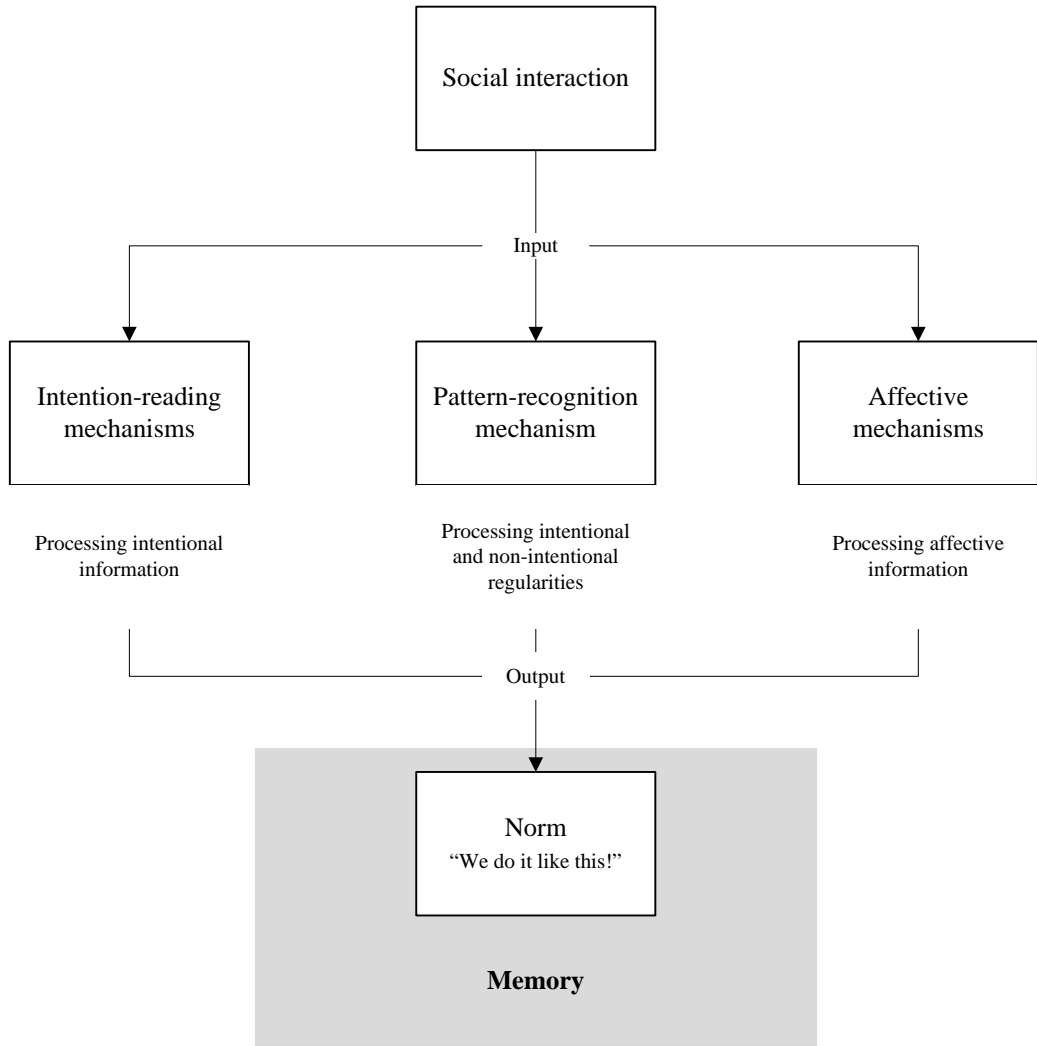 Social interaction
Input
Intention-reading
mechanisms
Pattern-recognition
mechanism
Affective
mechanisms
Processing intentional
information
Processing intentional
and non-intentional
regularities
Processing affective
information
Output
Norm
“We do it like this!”
Memory